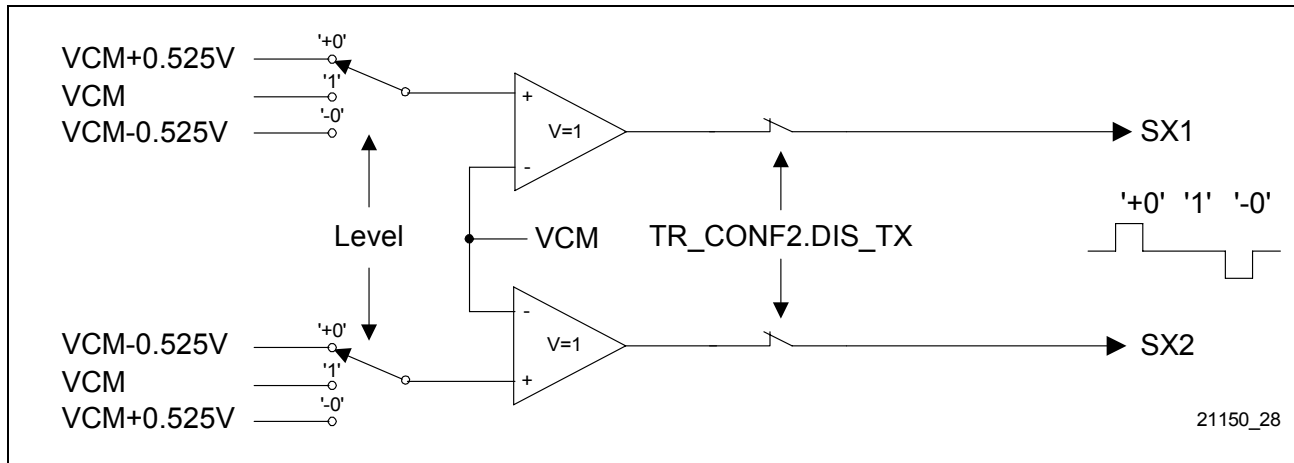 VCM+0.525V
'+0'
VCM
'1'
VCM-0.525V
'-0'
+
V=1
-
SX1
Level
VCM
TR_CONF2.DIS_TX
'+0' '1' '-0'
VCM-0.525V
'+0'
VCM
'1'
VCM+0.525V
'-0'
-
V=1
+
SX2
21150_28